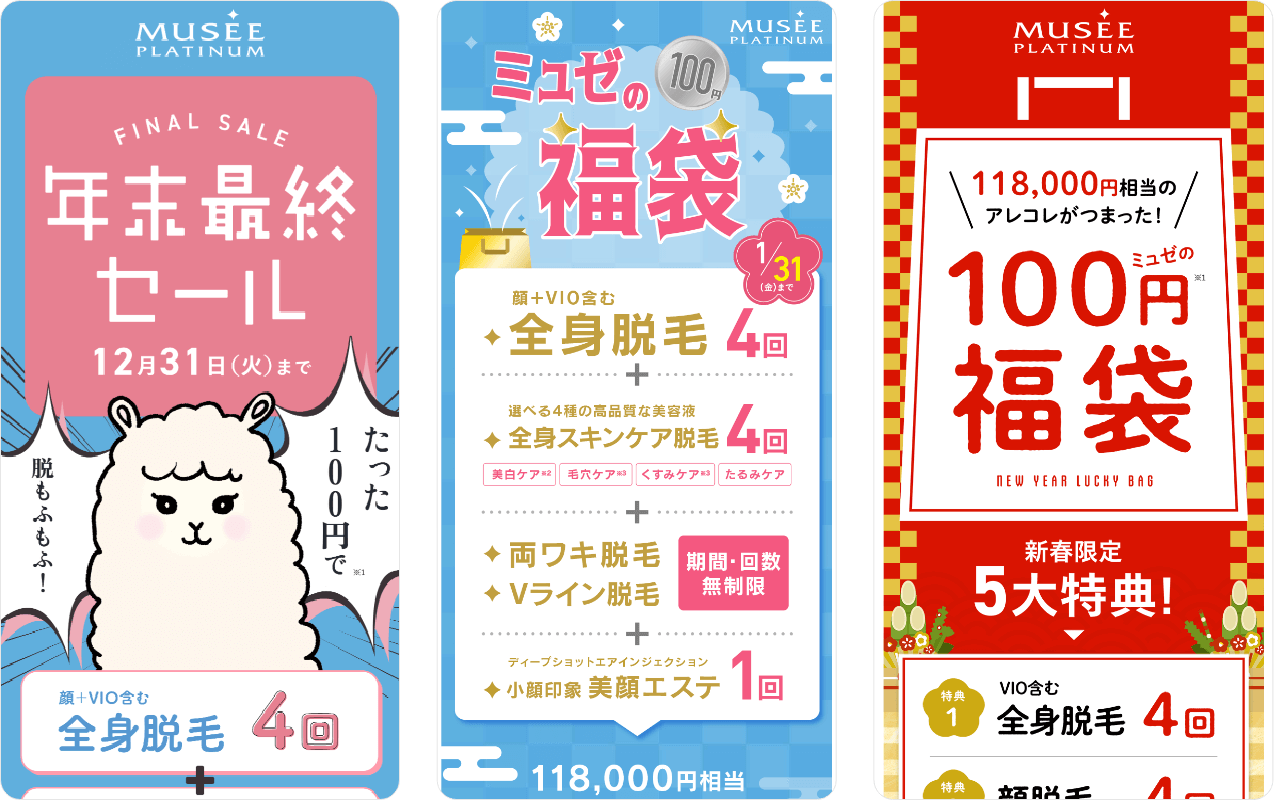 MUSÉE
PLATINUM
FINAL SALE
年末最終
セール
12月31日(火)まで
たった
100円で
※1
脱もふもふ!
顔+VIO含む
全身脱毛 4回
+
MUSÉE
PLATINUM
ミュゼの
100円
福袋
1/31
(金)まで
顔+VIO含む
全身脱毛 4回
+
選べる4種の高品質な美容液
全身スキンケア脱毛 4回
美白ケア※2 毛穴ケア※3 くすみケア※3 たるみケア
+
両ワキ脱毛
Vライン脱毛
期間・回数
無制限
+
ディープショットエアインジェクション
小顔印象 美顔エステ 1回
118,000円相当
MUSÉE
PLATINUM
118,000円相当の
アレコレがつまった!
ミュゼの
100円
※1
福袋
NEW YEAR LUCKY BAG
新春限定
5大特典!
特典
1
VIO含む
全身脱毛 4回
特典
顔脱毛 4回